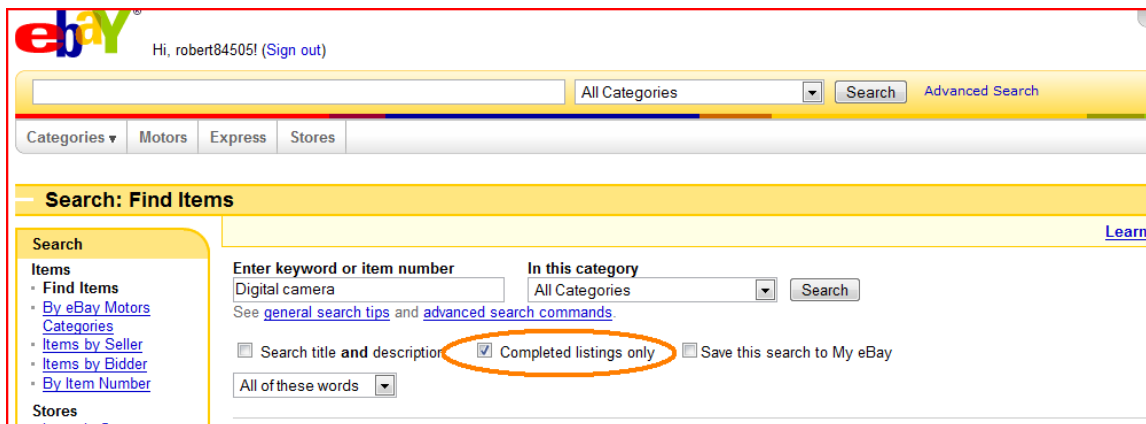 ebaY®
Hi, robert84505! (Sign out)
All Categories Search Advanced Search
Categories Motors Express Stores
Search: Find Items
Learn
Search
Items
Find Items
By eBay Motors
Categories
Items by Seller
Items by Bidder
By Item Number
Stores
Enter keyword or item number In this category
Digital camera All Categories Search
See general search tips and advanced search commands.
Search title and description Completed listings only Save this search to My eBay
All of these words